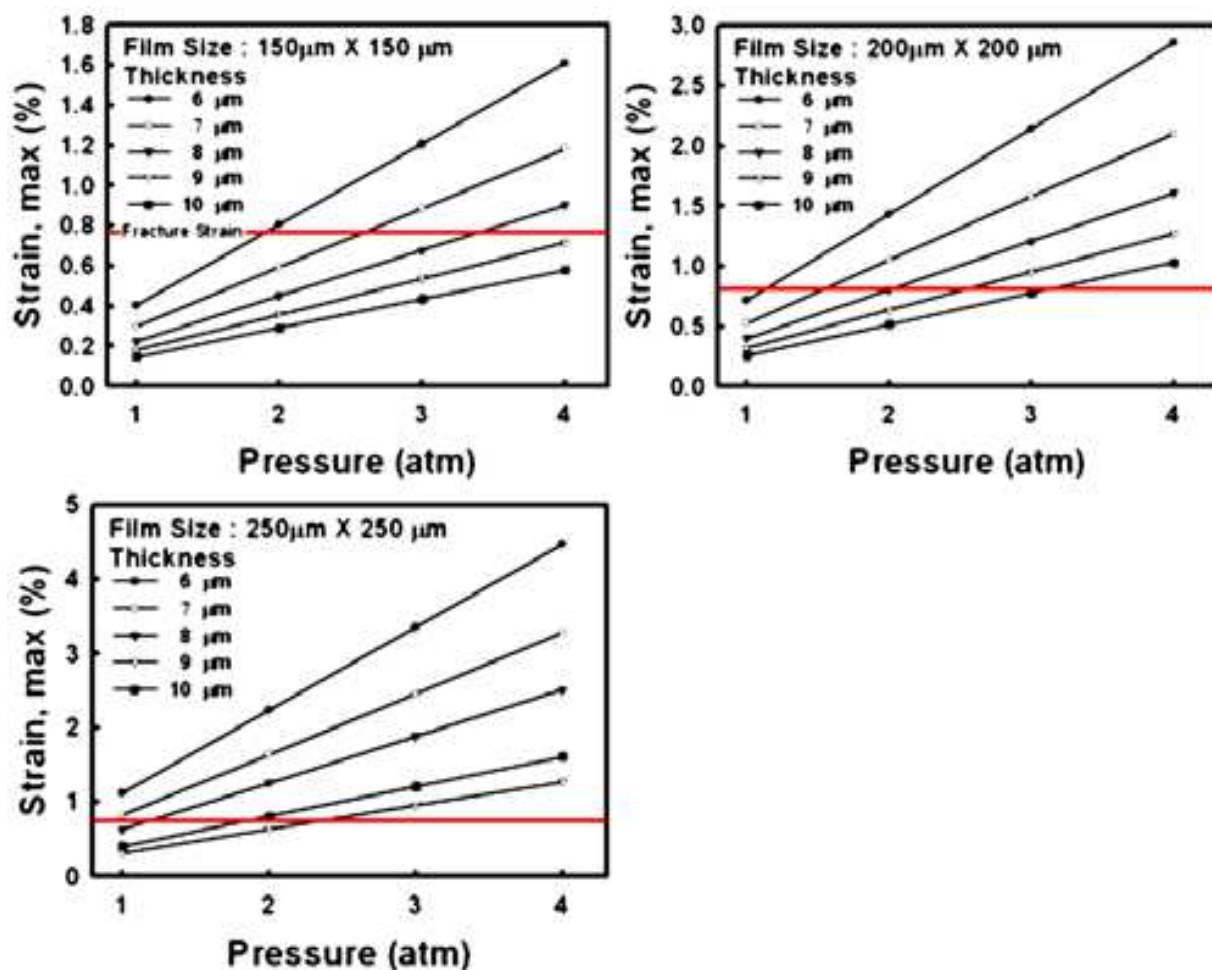 Film Size : 150μm X 150 μm
Thickness
6 μm
7 μm
8 μm
9 μm
10 μm
Fracture Strain
Strain, max (%)
1.8
1.6
1.4
1.2
1.0
0.8
0.6
0.4
0.2
0.0
1 2 3 4
Pressure (atm)
Film Size : 200μm X 200 μm
Thickness
6 μm
7 μm
8 μm
9 μm
10 μm
Strain, max (%)
3.0
2.5
2.0
1.5
1.0
0.5
0.0
1 2 3 4
Pressure (atm)
Film Size : 250μm X 250 μm
Thickness
6 μm
7 μm
8 μm
9 μm
10 μm
Strain, max (%)
5
4
3
2
1
0
1 2 3 4
Pressure (atm)